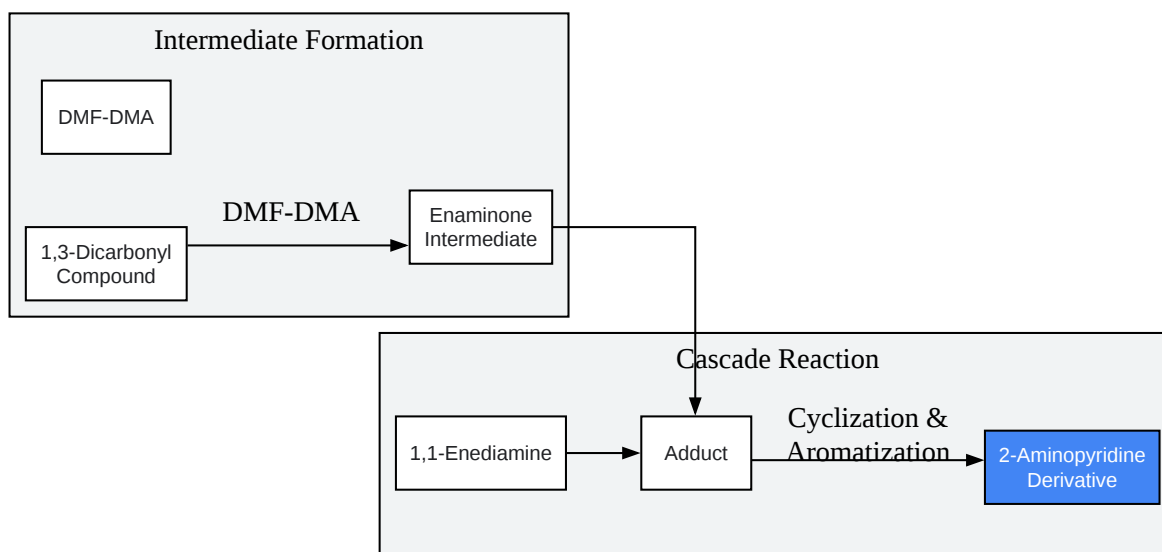 Intermediate Formation
DMF-DMA
DMF-DMA
Enaminone
Intermediate
1,3-Dicarbonyl
Compound
Cascade Reaction
Cyclization &
Aromatization
1,1-Enediamine
Adduct
2-Aminopyridine
Derivative